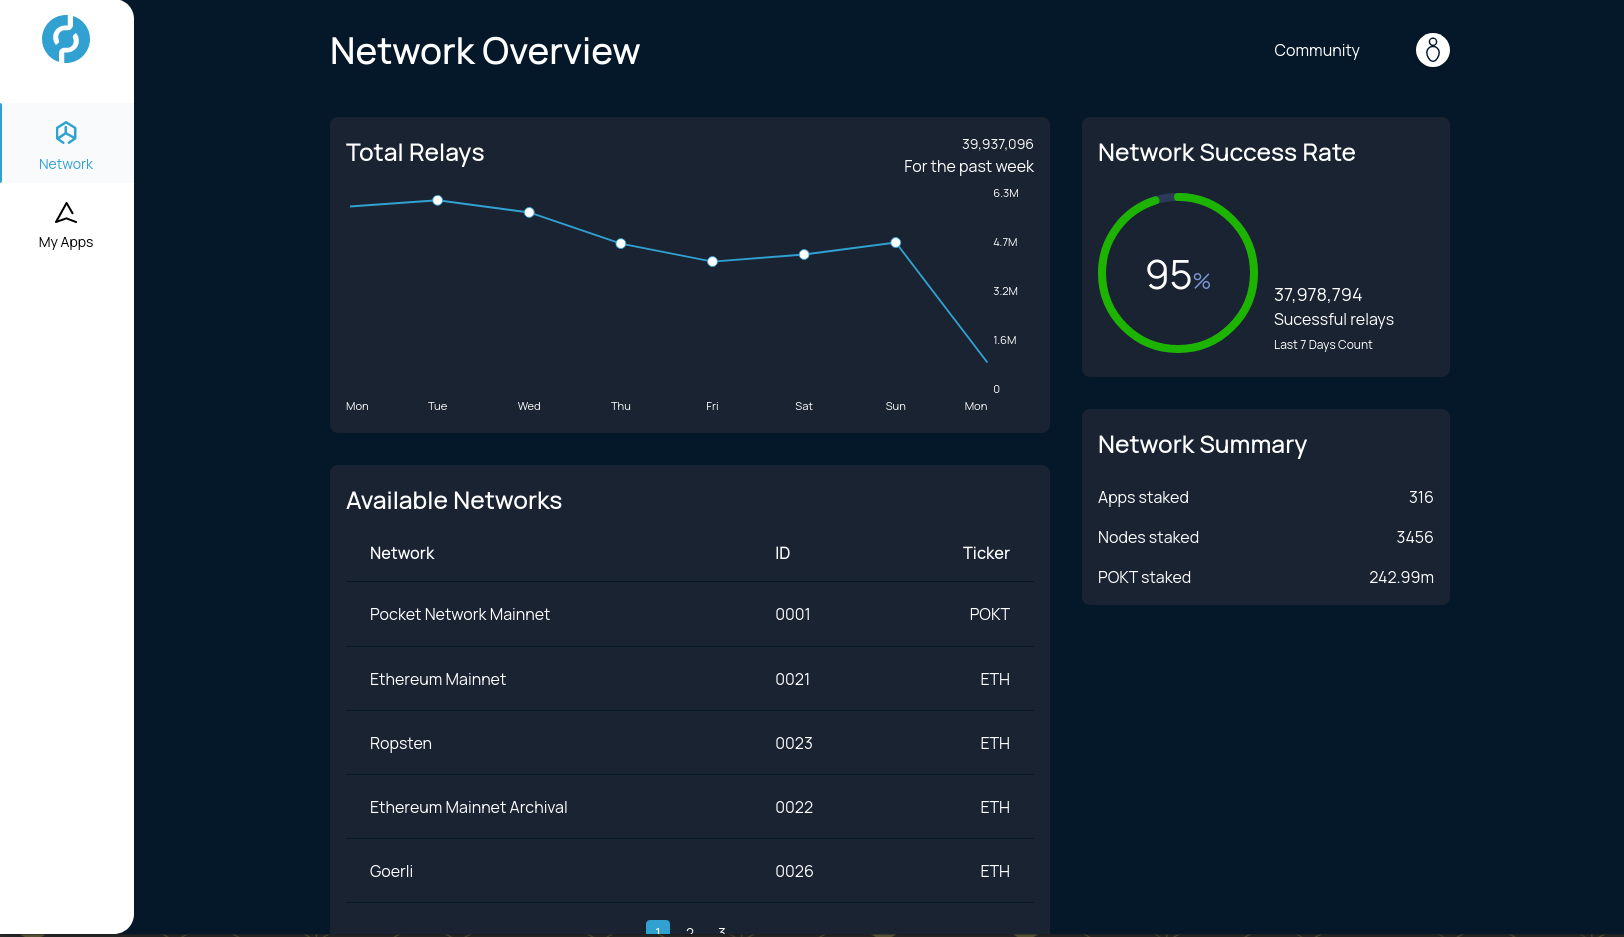 Network
My Apps
Network Overview
Community
Total Relays
39,937,096
For the past week
6.3M
4.7M
3.2M
1.6M
0
Mon Tue Wed Thu Fri Sat Sun Mon
Network Success Rate
95%
37,978,794
Sucessful relays
Last 7 Days Count
Network Summary
Apps staked 316
Nodes staked 3456
POKT staked 242.99m
Available Networks
Network ID Ticker
Pocket Network Mainnet 0001 POKT
Ethereum Mainnet 0021 ETH
Ropsten 0023 ETH
Ethereum Mainnet Archival 0022 ETH
Goerli 0026 ETH
1 2 3